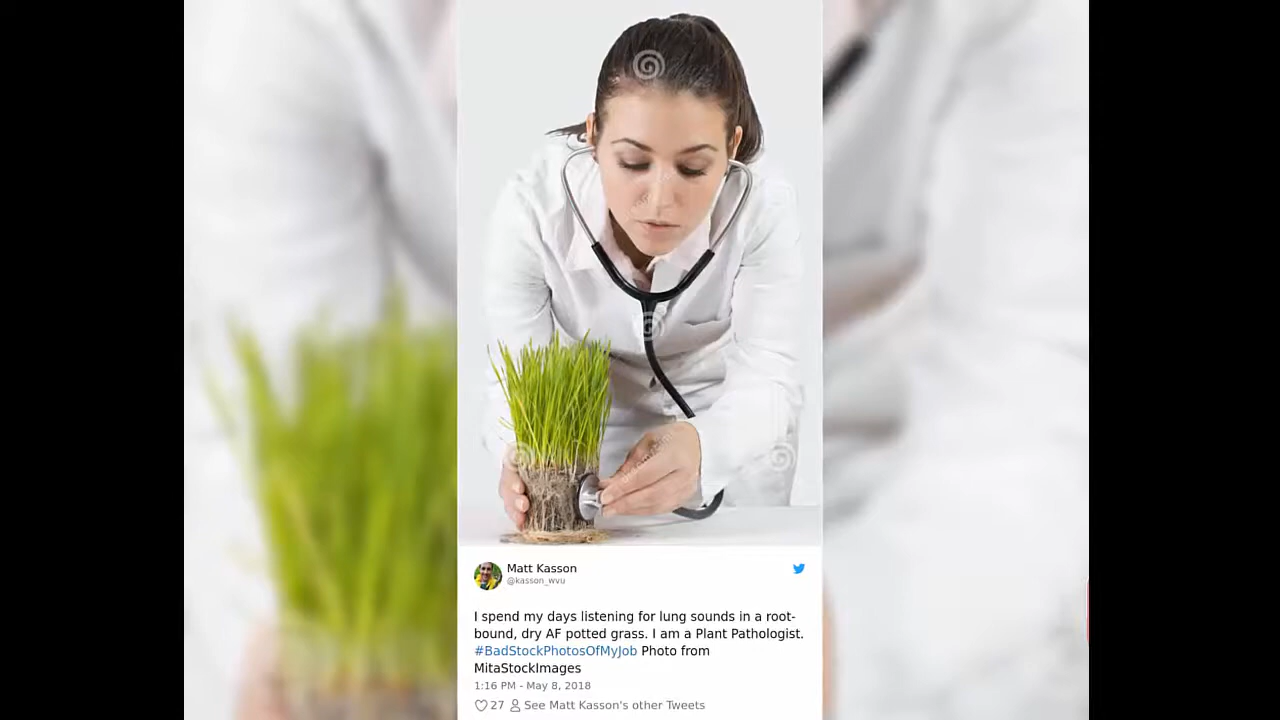 Matt Kasson
@kasson_wvu
I spend my days listening for lung sounds in a root-
bound, dry AF potted grass. I am a Plant Pathologist.
#BadStockPhotosOfMyJob Photo from
MitaStockImages
1:16 PM - May 8, 2018
27 See Matt Kasson's other Tweets